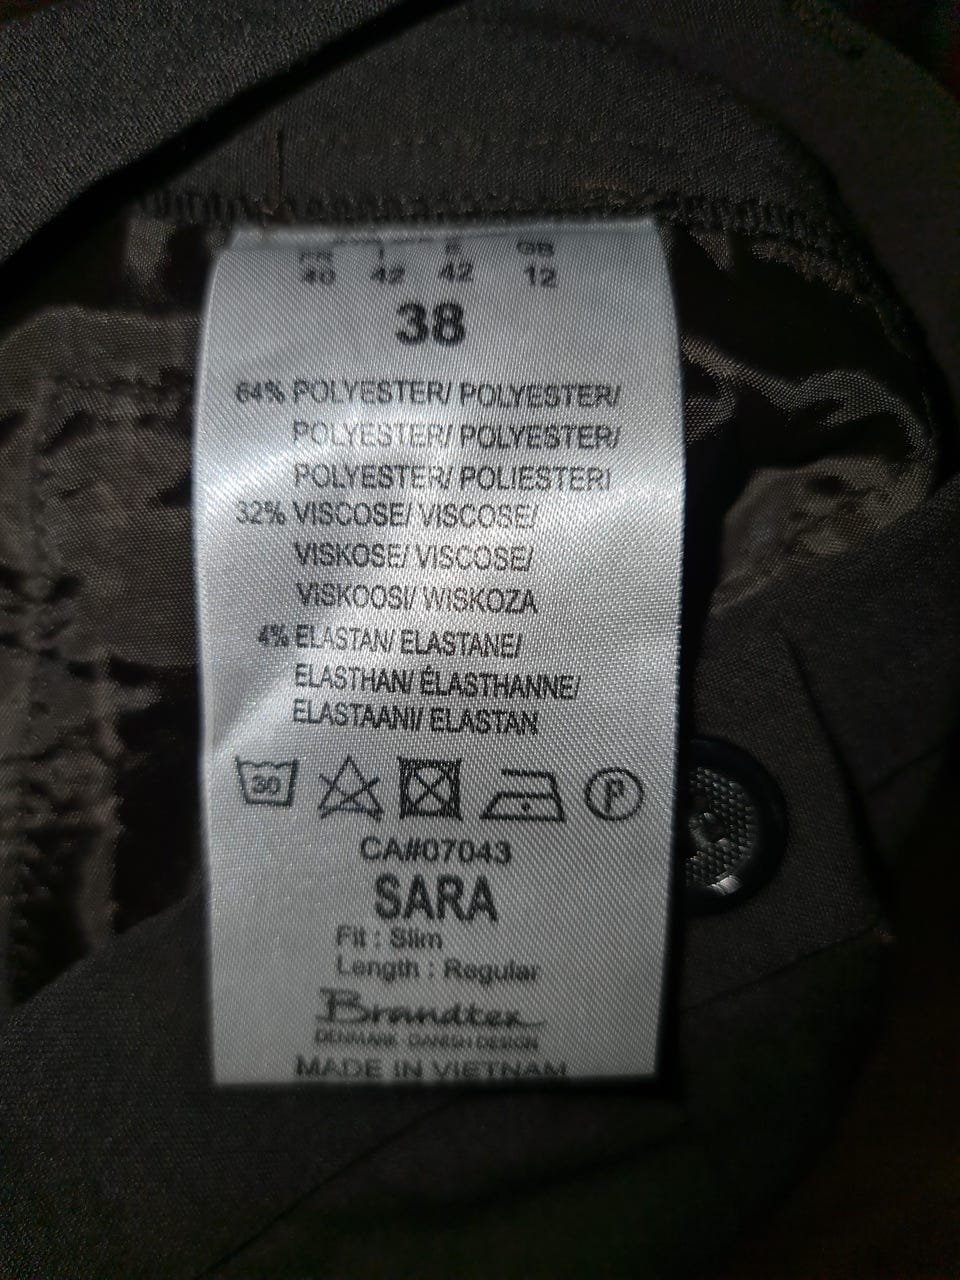 FR I E GB
40 42 42 12
38
64% POLYESTER/ POLYESTER/
POLYESTER/ POLYESTER/
POLYESTER/ POLIESTERI
32% VISCOSE/ VISCOSE/
VISKOSE/ VISCOSE/
VISKOOSI/ WISKOZA
4% ELASTAN/ ELASTANE/
ELASTHAN/ ÉLASTHANNE/
ELASTAANI/ ELASTAN
30 P
CA#07043
SARA
Fit : Slim
Length : Regular
Brandtex
DENMARK DANISH DESIGN
MADE IN VIETNAM